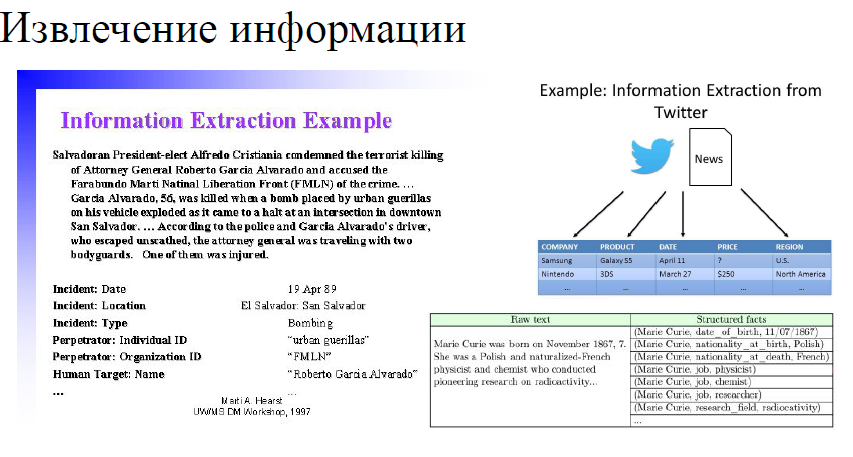 Извлечение информации
Information Extraction Example
Salvadoran President-elect Alfredo Cristiania condemned the terrorist killing
of Attorney General Roberto Garcia Alvarado and accused the
Farabundo Marti Natinal Liberation Front (FMLN) of the crime. …
Garcia Alvarado, 56, was killed when a bomb placed by urban guerillas
on his vehicle exploded as it came to a halt at an intersection in downtown
San Salvador. … According to the police and Garcia Alvarado's driver,
who escaped unscathed, the attorney general was traveling with two
bodyguards. One of them was injured.
Incident: Date 19 Apr 89
Incident: Location El Salvador: San Salvador
Incident: Type Bombing
Perpetrator: Individual ID "urban guerillas"
Perpetrator: Organization ID "FMLN"
Human Target: Name "Roberto Garcia Alvarado"
... ...
Marti A. Hearst
UW/MS DM Workshop, 1997
Example: Information Extraction from
Twitter
News
COMPANY PRODUCT DATE PRICE REGION
Samsung Galaxy S5 April 11 ? U.S.
Nintendo 3DS March 27 $250 North America
... ... ... ... ...
Raw text Structured facts
(Marie Curie, date_of_birth, 11/07/1867)
Marie Curie was born on November 1867, 7. (Marie Curie, nationality_at_birth, Polish)
She was a Polish and naturalized-French (Marie Curie, nationality_at_death, French)
physicist and chemist who conducted (Marie Curie, job, physicist)
pioneering research on radioactivity... (Marie Curie, job, chemist)
(Marie Curie, job, researcher)
(Marie Curie, research_field, radiocativity)
...